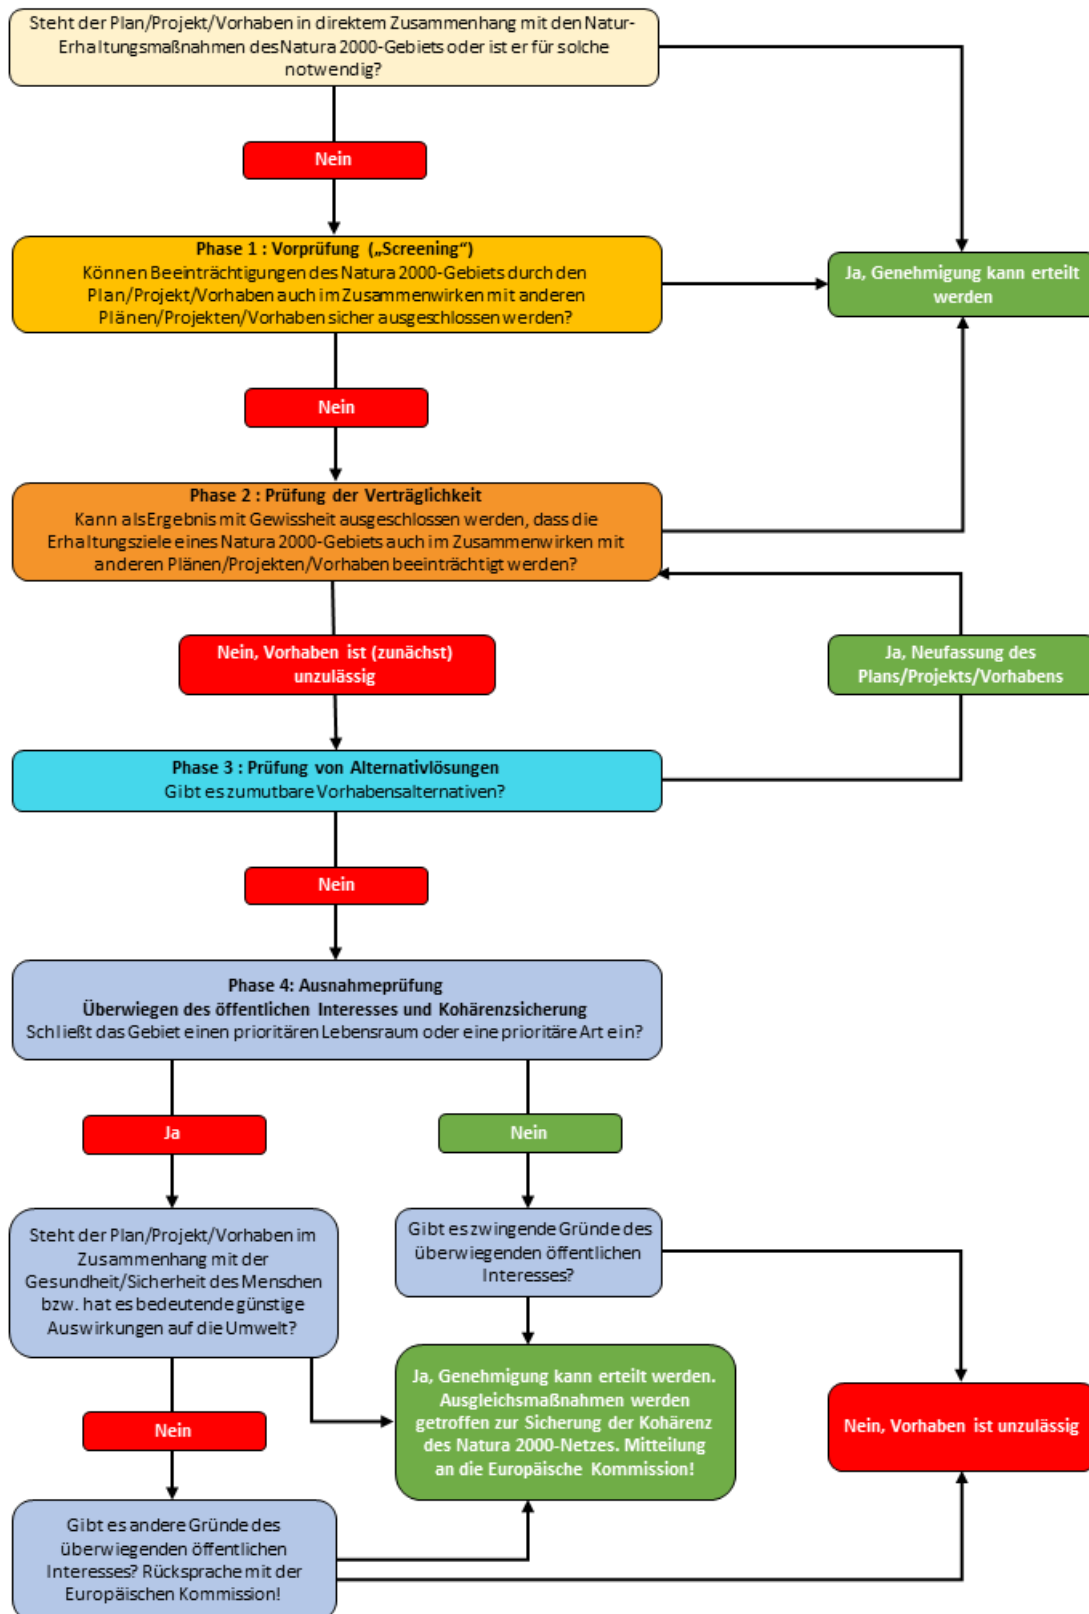 Steht der Plan/Projekt/Vorhaben in direktem Zusammenhang mit den Natur-
Erhaltungsmaßnahmen des Natura 2000-Gebiets oder ist er für solche
notwendig?
Nein
Phase 1 : Vorprüfung („Screening“)
Können Beeinträchtigungen des Natura 2000-Gebiets durch den
Plan/Projekt/Vorhaben auch im Zusammenwirken mit anderen
Plänen/Projekten/Vorhaben sicher ausgeschlossen werden?
Ja, Genehmigung kann erteilt
werden
Nein
Phase 2 : Prüfung der Verträglichkeit
Kann als Ergebnis mit Gewissheit ausgeschlossen werden, dass die
Erhaltungsziele eines Natura 2000-Gebiets auch im Zusammenwirken mit
anderen Plänen/Projekten/Vorhaben beeinträchtigt werden?
Nein, Vorhaben ist (zunächst)
unzulässig
Ja, Neufassung des
Plans/Projekts/Vorhabens
Phase 3 : Prüfung von Alternativlösungen
Gibt es zumutbare Vorhabensalternativen?
Nein
Phase 4: Ausnahmeprüfung
Überwiegen des öffentlichen Interesses und Kohärenzsicherung
Schließt das Gebiet einen prioritären Lebensraum oder eine prioritäre Art ein?
Ja
Nein
Steht der Plan/Projekt/Vorhaben im
Zusammenhang mit der
Gesundheit/Sicherheit des Menschen
bzw. hat es bedeutende günstige
Auswirkungen auf die Umwelt?
Gibt es zwingende Gründe des
überwiegenden öffentlichen
Interesses?
Ja, Genehmigung kann erteilt werden.
Ausgleichsmaßnahmen werden
getroffen zur Sicherung der Kohärenz
des Natura 2000-Netzes. Mitteilung
an die Europäische Kommission!
Nein, Vorhaben ist unzulässig
Nein
Gibt es andere Gründe des
überwiegenden öffentlichen
Interesses? Rücksprache mit der
Europäischen Kommission!